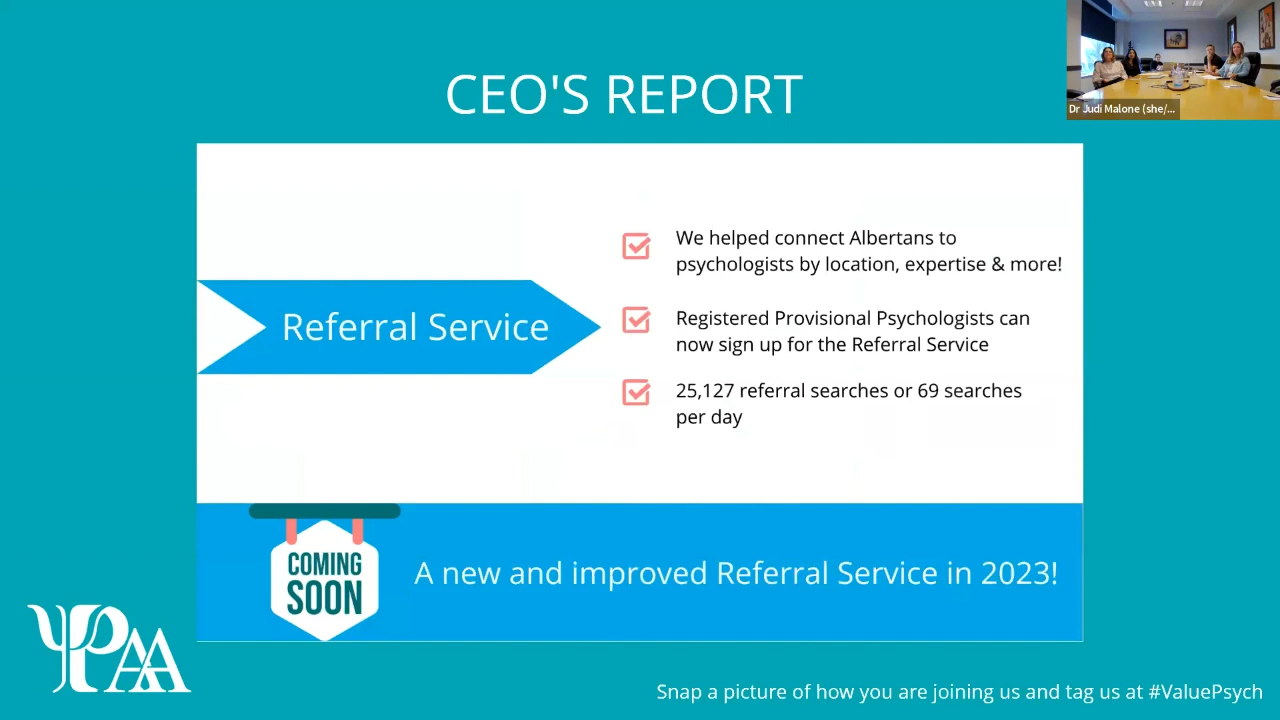 CEO'S REPORT
Dr Judi Malone (she/...
We helped connect Albertans to
psychologists by location, expertise & more!
Referral Service
Registered Provisional Psychologists can
now sign up for the Referral Service
25,127 referral searches or 69 searches
per day
COMING
SOON
A new and improved Referral Service in 2023!
PAA
Snap a picture of how you are joining us and tag us at #ValuePsych